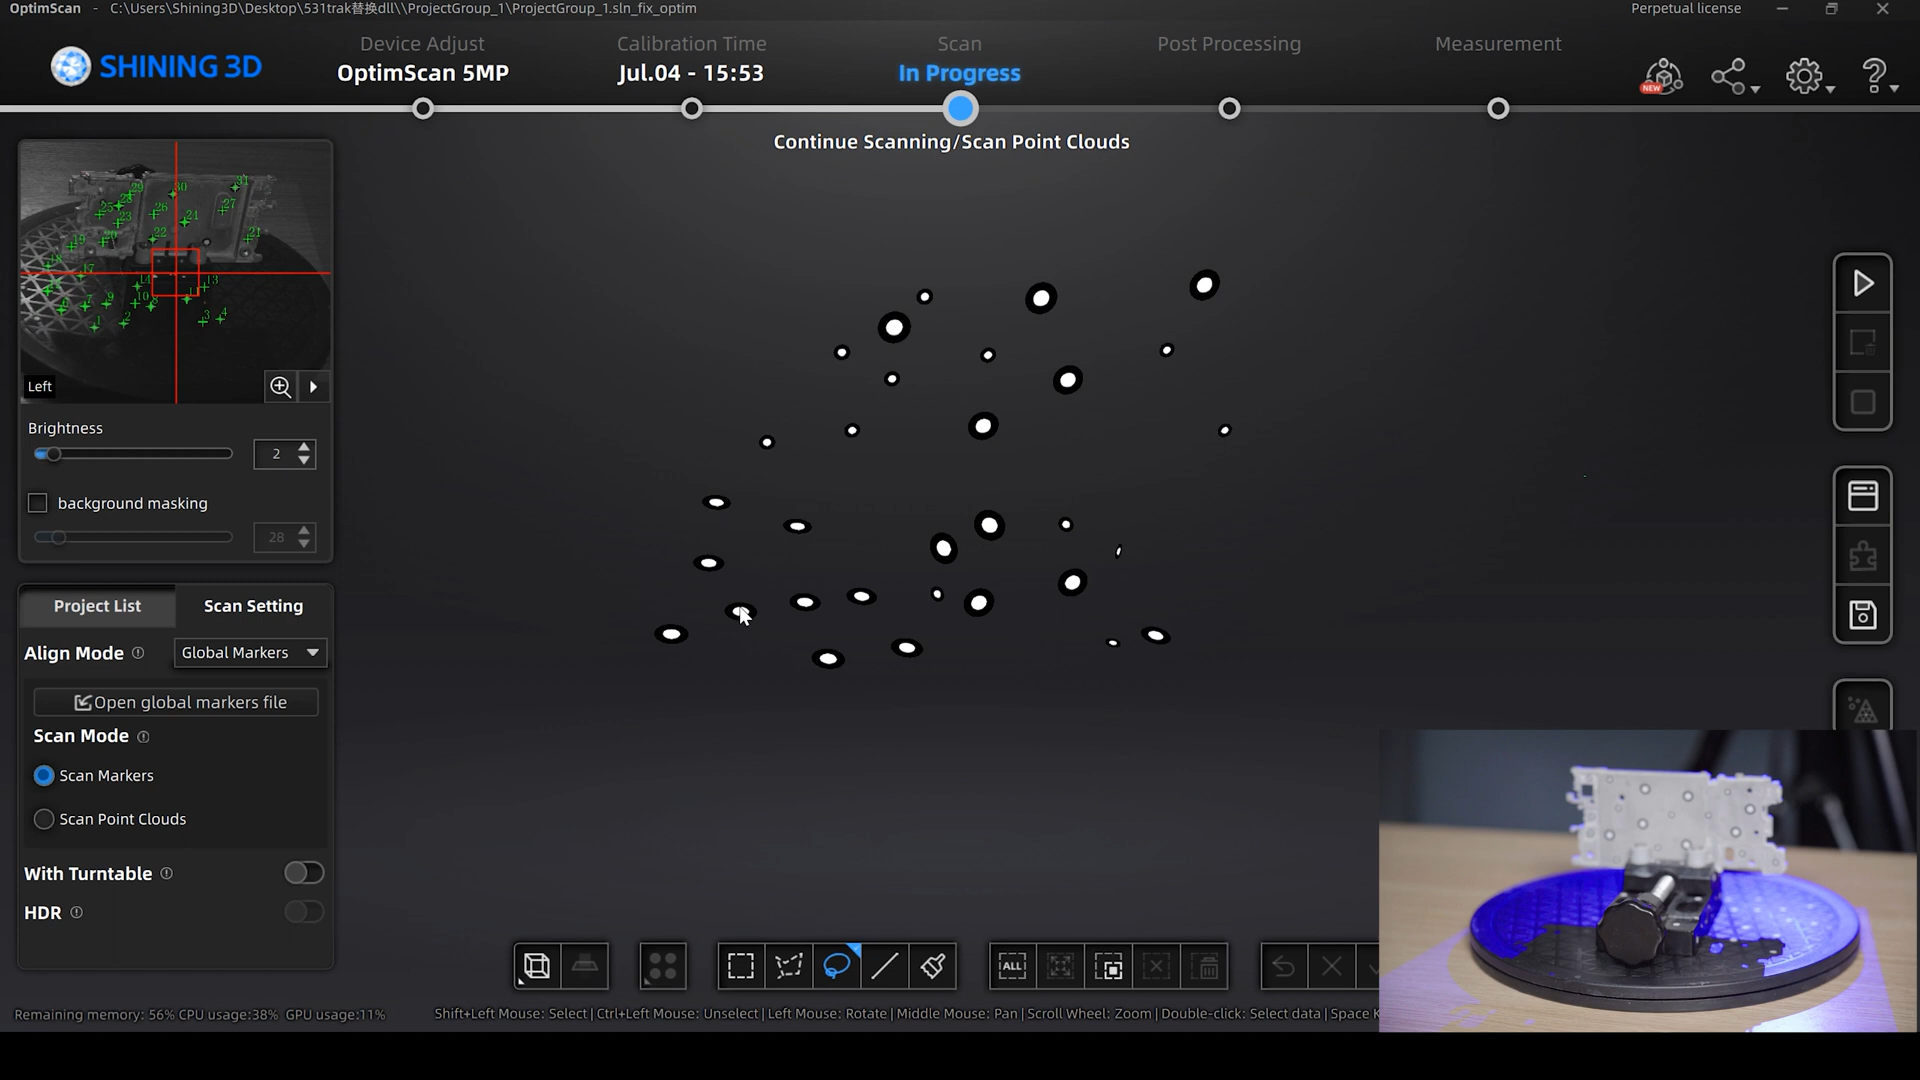 OptimScan - C:\Users\Shining3D\Desktop\531trak替换dll\\ProjectGroup_1\ProjectGroup_1.sln_fix_optim
Perpetual license
SHINING 3D
Device Adjust
OptimScan 5MP
Calibration Time
Jul.04 - 15:53
Scan
In Progress
Post Processing
Measurement
NEW
Continue Scanning/Scan Point Clouds
Left
Brightness
2
background masking
28
Project List
Scan Setting
Align Mode
Global Markers
Open global markers file
Scan Mode
Scan Markers
Scan Point Clouds
With Turntable
HDR
ALL
Remaining memory: 56% CPU usage:38% GPU usage:11%
Shift+Left Mouse: Select | Ctrl+Left Mouse: Unselect | Left Mouse: Rotate | Middle Mouse: Pan | Scroll Wheel: Zoom | Double-click: Select data | Space K